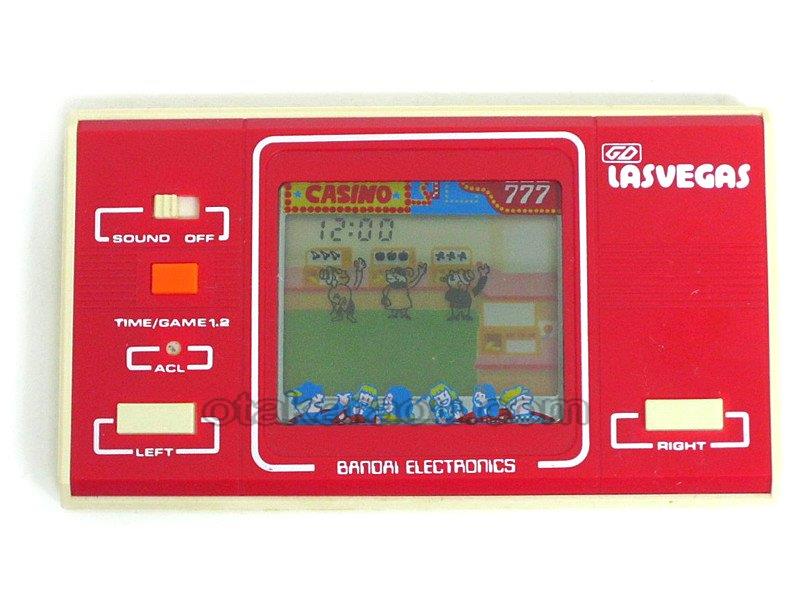 GD
LASVEGAS
CASINO
777
12:00
SOUND OFF
TIME/GAME 1.2
ACL
LEFT
RIGHT
BANDAI ELECTRONICS